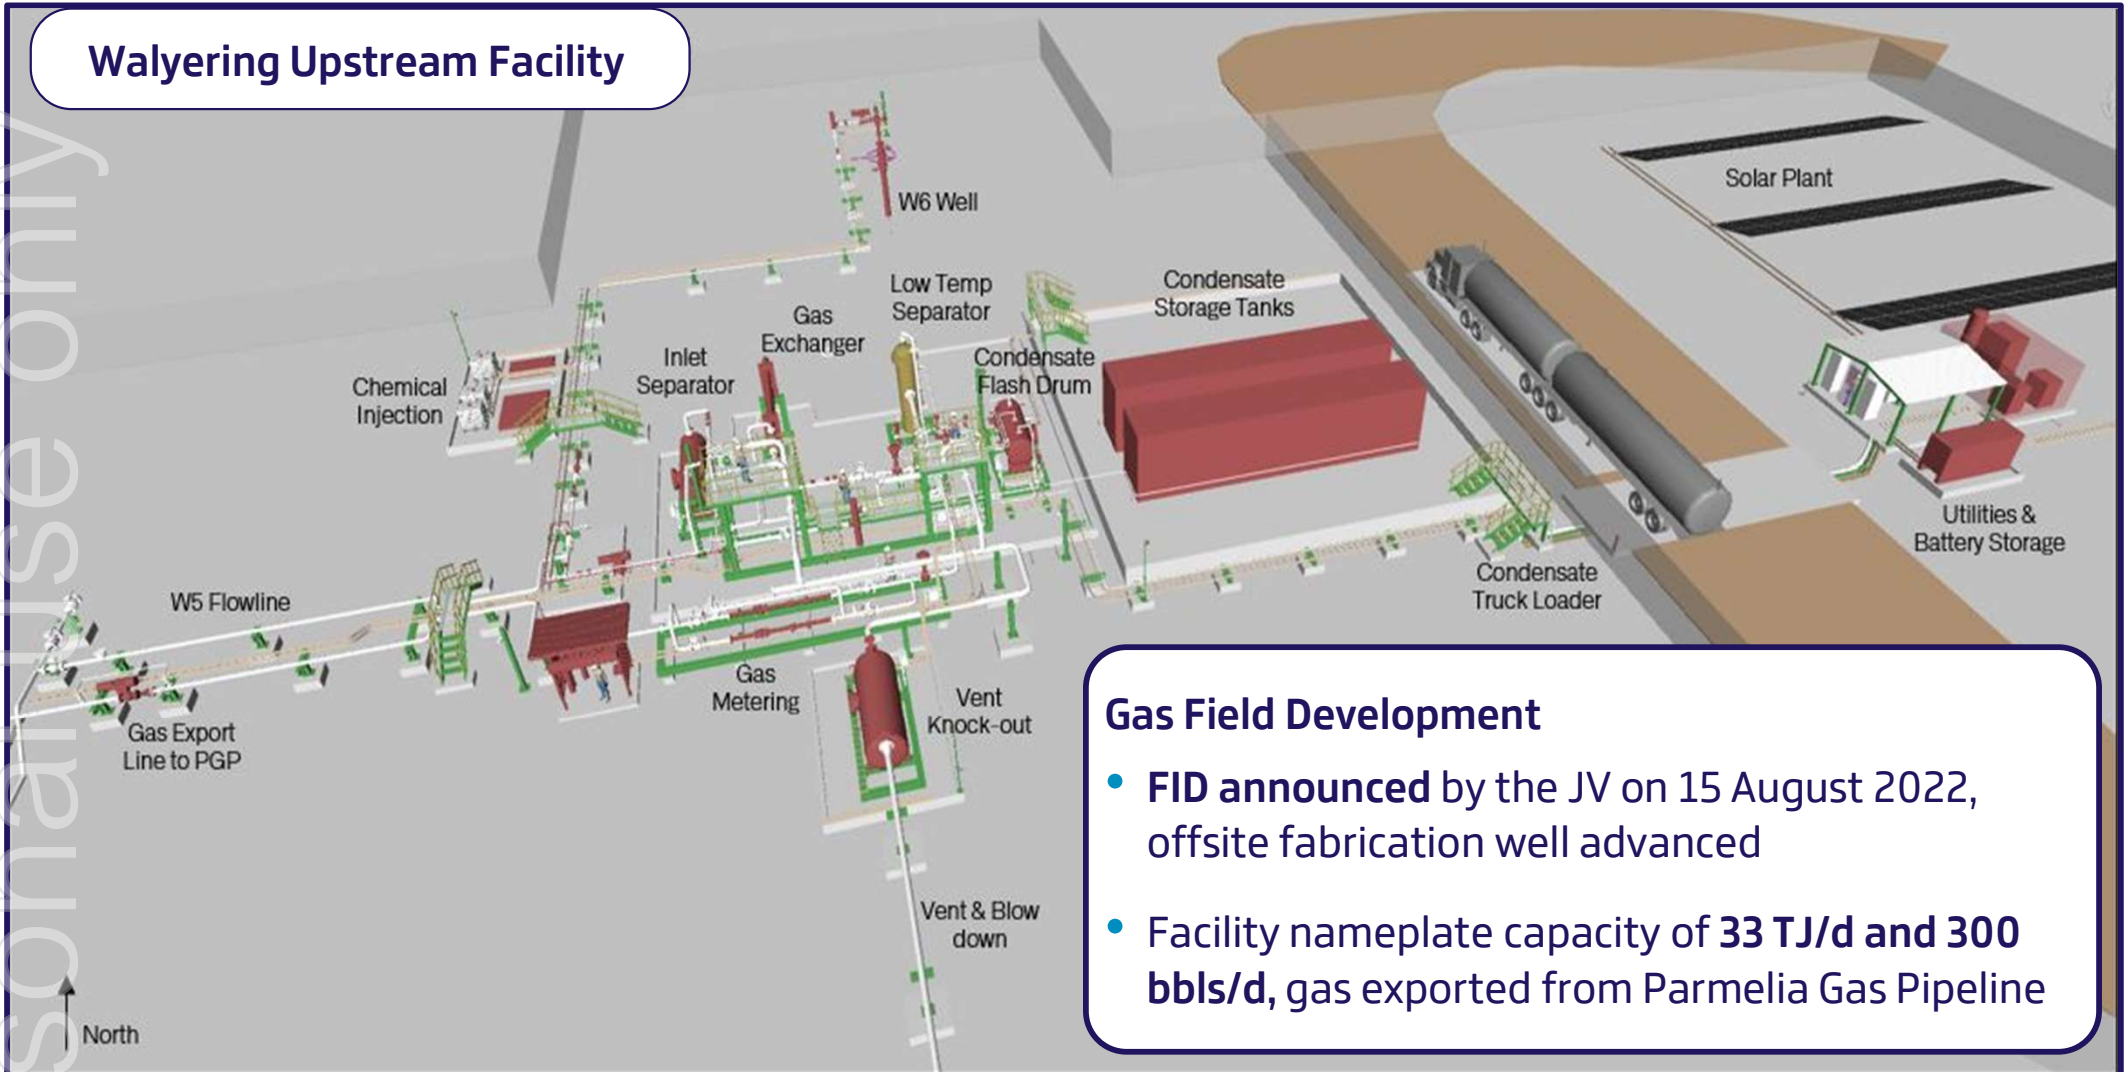 Walyering Upstream Facility
sonal use only
W6 Well
Solar Plant
Low Temp
Separator
Condensate
Storage Tanks
Gas
Exchanger
Inlet
Separator
Condensate
Flash Drum
Chemical
Injection
Utilities &
Battery Storage
Condensate
Truck Loader
W5 Flowline
Gas
Metering
Vent
Knock-out
Gas Export
Line to PGP
Vent & Blow
down
North
Gas Field Development
• FID announced by the JV on 15 August 2022,
offsite fabrication well advanced
• Facility nameplate capacity of 33 TJ/d and 300
bbls/d, gas exported from Parmelia Gas Pipeline